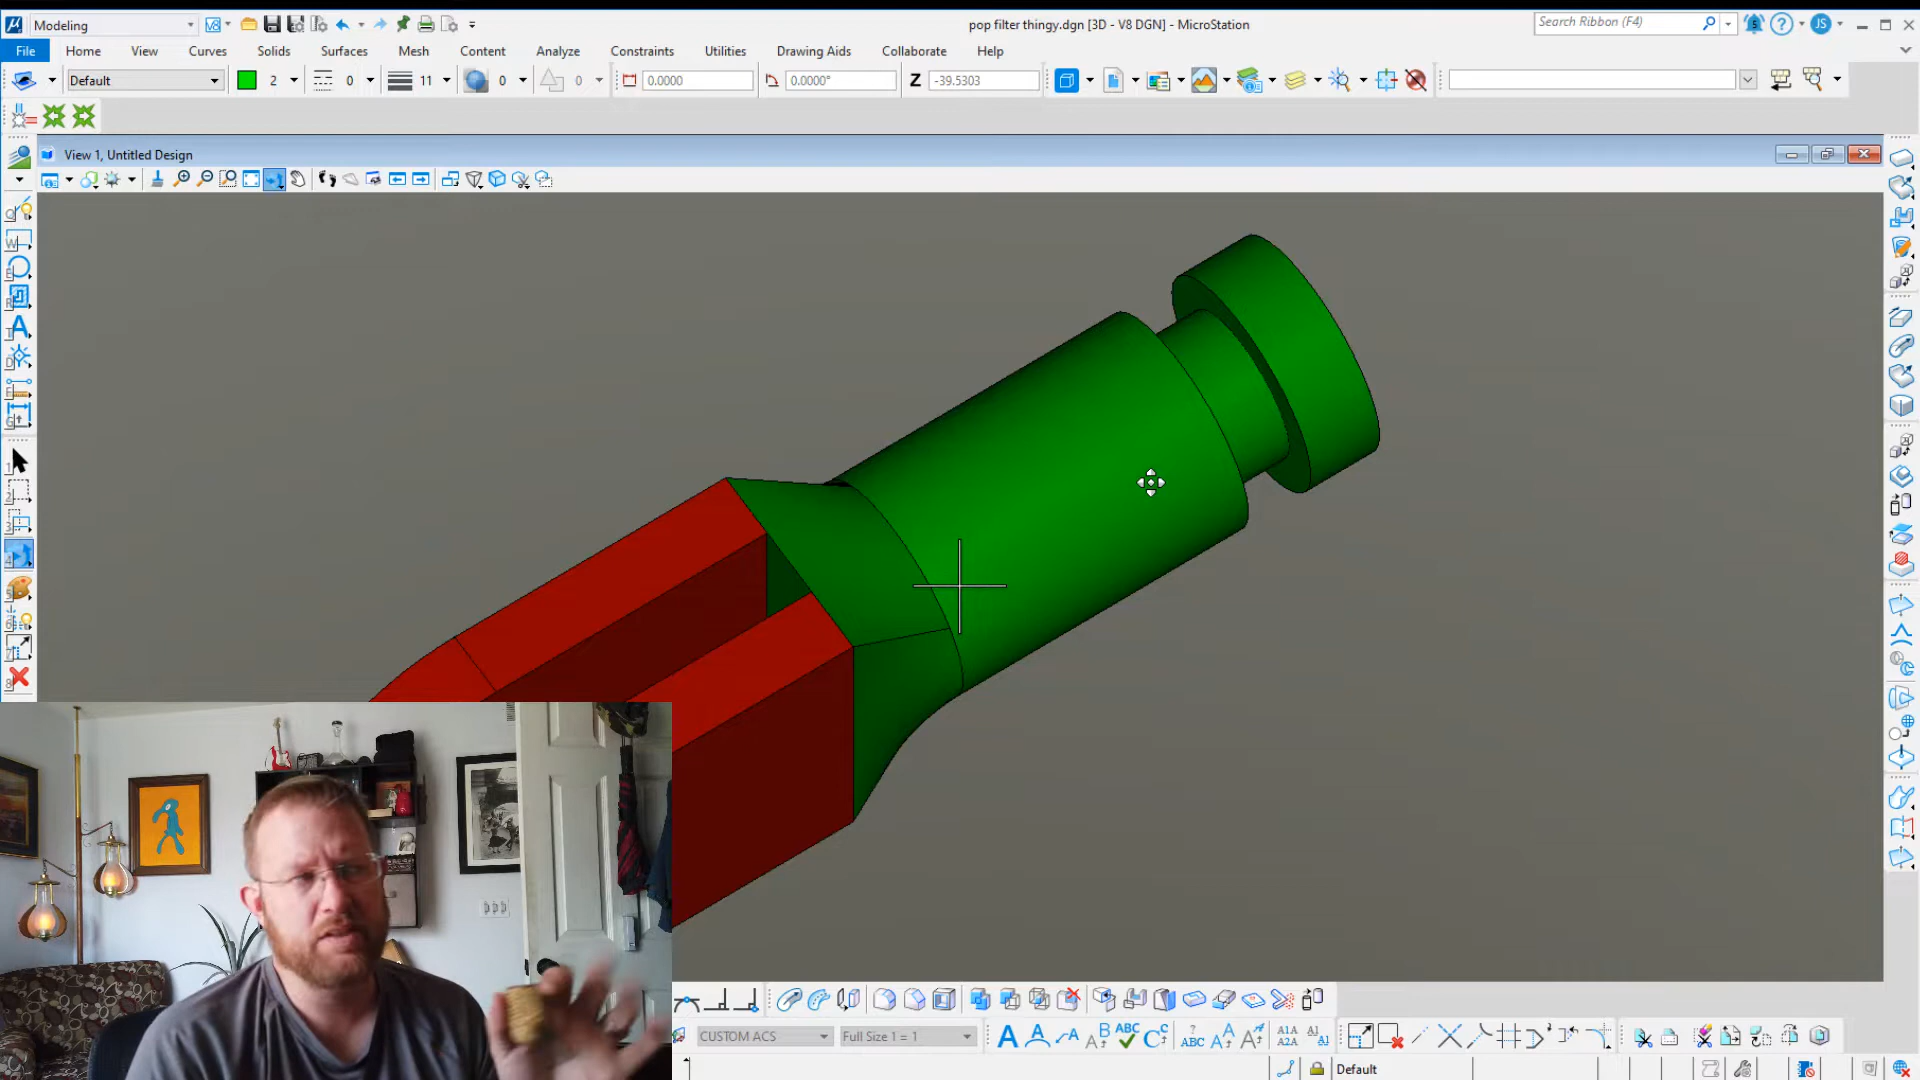 Modeling
pop filter thingy.dgn [3D - V8 DGN] - MicroStation
Search Ribbon (F4)
JS
File Home View Curves Solids Surfaces Mesh Content Analyze Constraints Utilities Drawing Aids Collaborate Help
Default 2 0 11 0 0 0.0000 0.0000° Z -39.5303
View 1, Untitled Design
CUSTOM ACS Full Size 1 = 1
Default